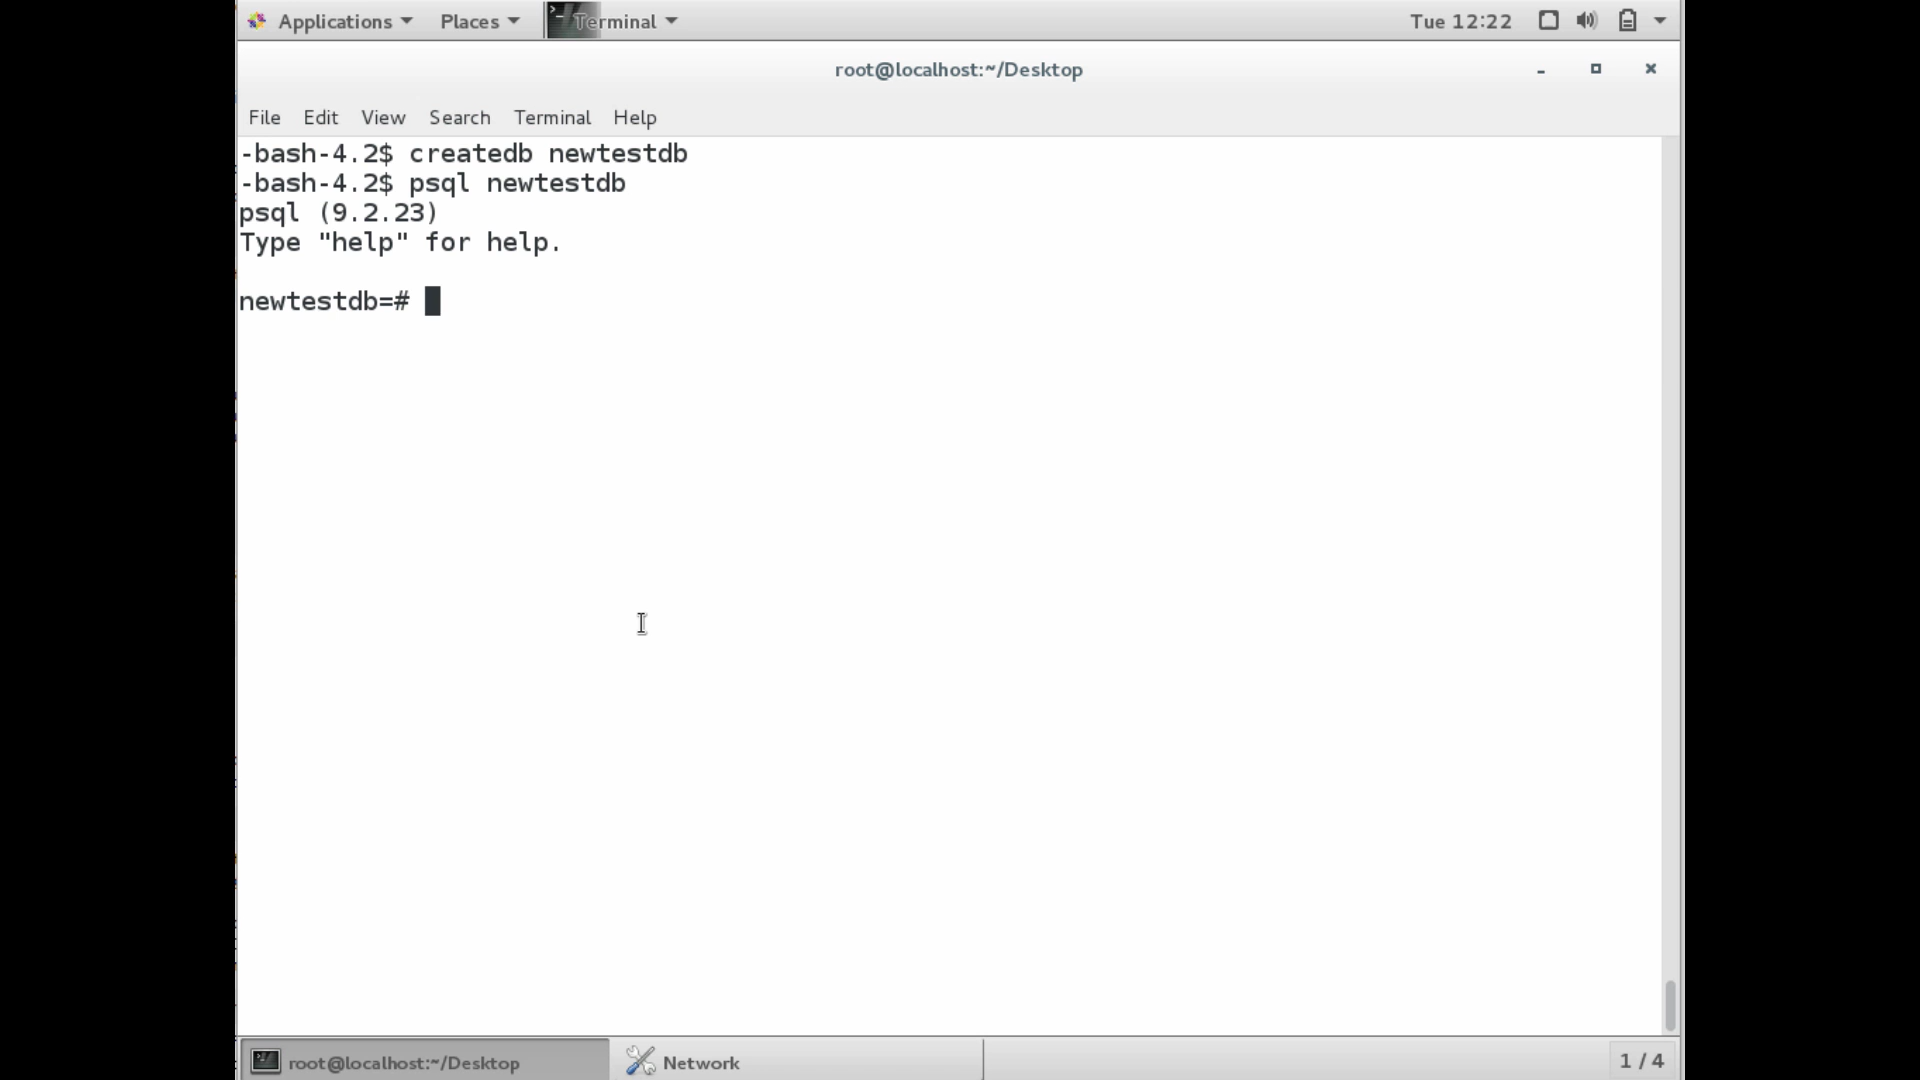 Applications Places Terminal Tue 12:22
root@localhost:~/Desktop
File Edit View Search Terminal Help
-bash-4.2$ createdb newtestdb
-bash-4.2$ psql newtestdb
psql (9.2.23)
Type "help" for help.
newtestdb=#
root@localhost:~/Desktop Network 1 / 4